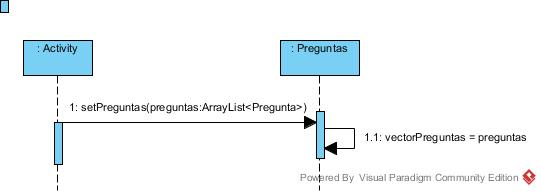 : Activity
: Preguntas
1: setPreguntas(preguntas:ArrayList<Pregunta>)
1.1: vectorPreguntas = preguntas
Powered By Visual Paradigm Community Edition